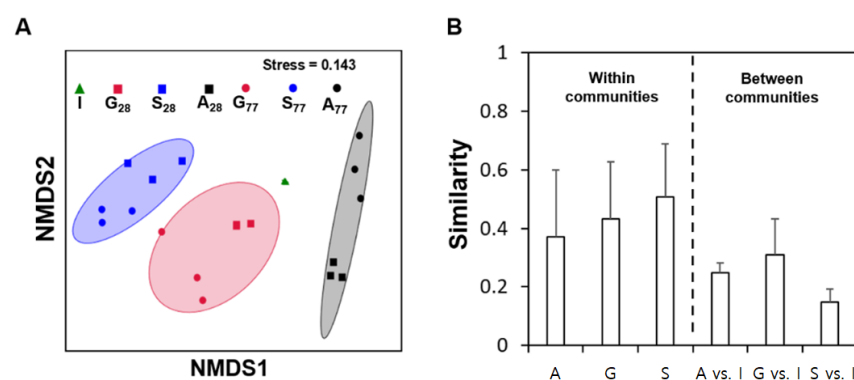 A
Stress = 0.143
I G28 S28 A28 G77 S77 A77
NMDS2
NMDS1
B
1
0.8
0.6
0.4
0.2
0
Similarity
Within
communities
Between
communities
A G S A vs. I G vs. I S vs. I